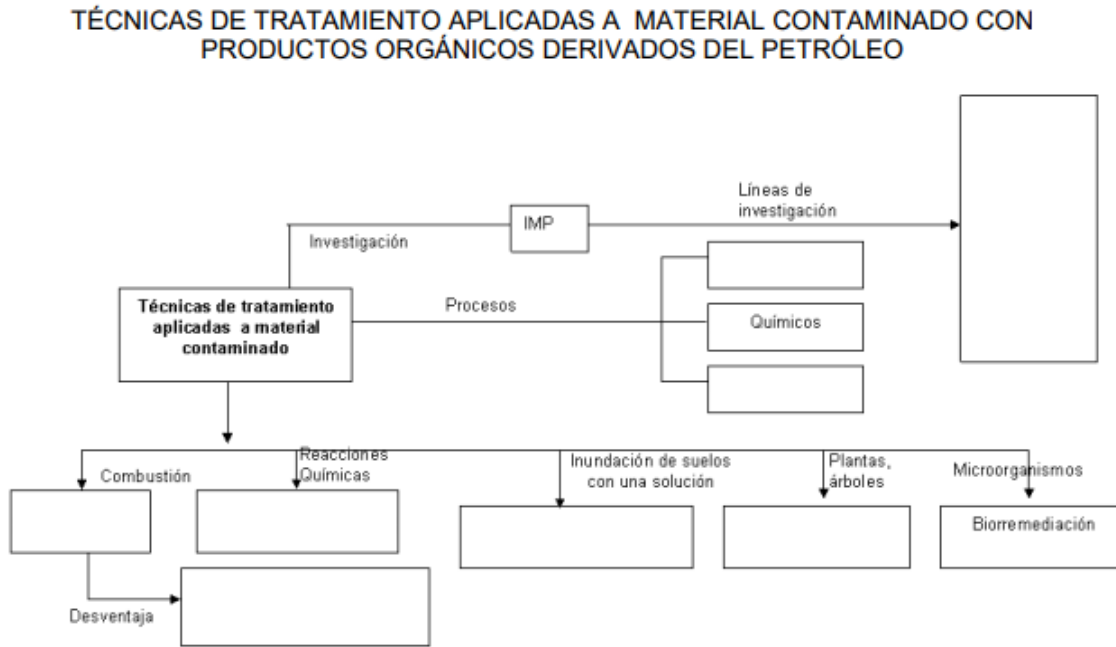 TÉCNICAS DE TRATAMIENTO APLICADAS A MATERIAL CONTAMINADO CON
PRODUCTOS ORGÁNICOS DERIVADOS DEL PETRÓLEO
Líneas de
investigación
IMP
Investigación
Técnicas de tratamiento
aplicadas a material
contaminado
Procesos
Químicos
Combustión
Reacciones
Químicas
Inundación de suelos
con una solución
Plantas,
árboles
Microorganismos
Biorremediación
Desventaja